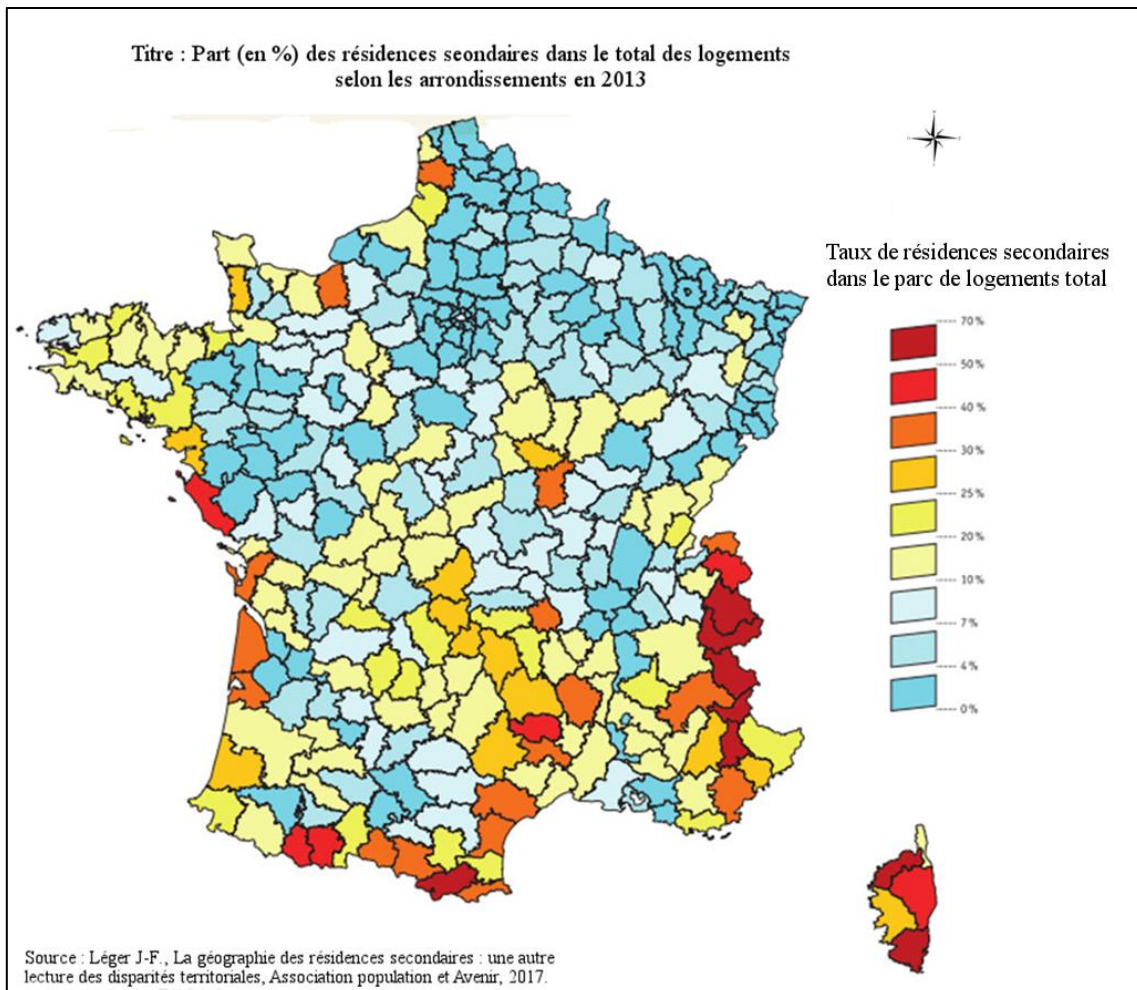 Titre : Part (en %) des résidences seondaires dans le total des logements
selon les arrondissements en 2013
Taux de résidences secondaires
dans le parc de logements total
70%
50%
40%
30%
25%
20%
10%
7%
4%
0%
Source : Léger J-F., La géographie des résidences secondaires : une autre
lecture des disparités territoriales, Association population et Avenir, 2017.